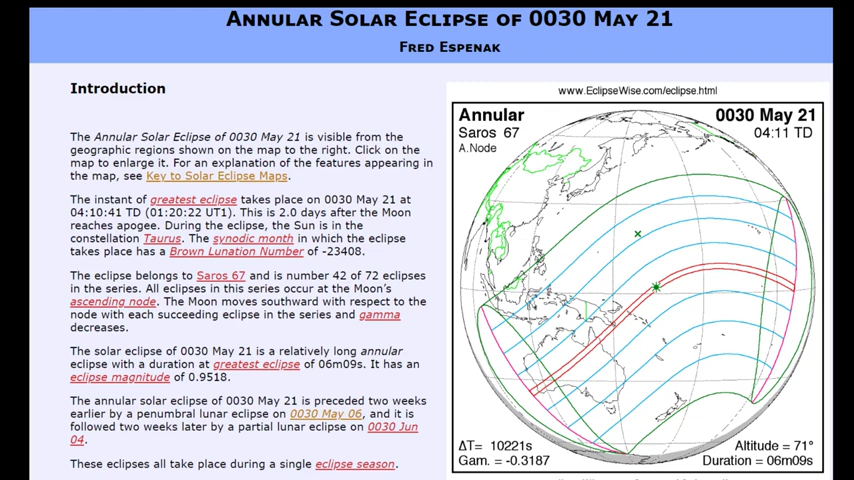 ANNULAR SOLAR ECLIPSE OF 0030 MAY 21
FRED ESPENAK
Introduction
The Annular Solar Eclipse of 0030 May 21 is visible from the
geographic regions shown on the map to the right. Click on the
map to enlarge it. For an explanation of the features appearing in
the map, see Key to Solar Eclipse Maps.
The instant of greatest eclipse takes place on 0030 May 21 at
04:10:41 TD (01:20:22 UT1). This is 2.0 days after the Moon
reaches apogee. During the eclipse, the Sun is in the
constellation Taurus. The synodic month in which the eclipse
takes place has a Brown Lunation Number of -23408.
The eclipse belongs to Saros 67 and is number 42 of 72 eclipses
in the series. All eclipses in this series occur at the Moon's
ascending node. The Moon moves southward with respect to the
node with each succeeding eclipse in the series and gamma
decreases.
The solar eclipse of 0030 May 21 is a relatively long annular
eclipse with a duration at greatest eclipse of 06m09s. It has an
eclipse magnitude of 0.9518.
The annular solar eclipse of 0030 May 21 is preceded two weeks
earlier by a penumbral lunar eclipse on 0030 May 06, and it is
followed two weeks later by a partial lunar eclipse on 0030 Jun
04.
These eclipses all take place during a single eclipse season.
www.EclipseWise.com/eclipse.html
Annular
0030 May 21
Saros 67
04:11 TD
A.Node
ΔT= 10221s
Altitude = 71°
Gam. = -0.3187
Duration = 06m09s